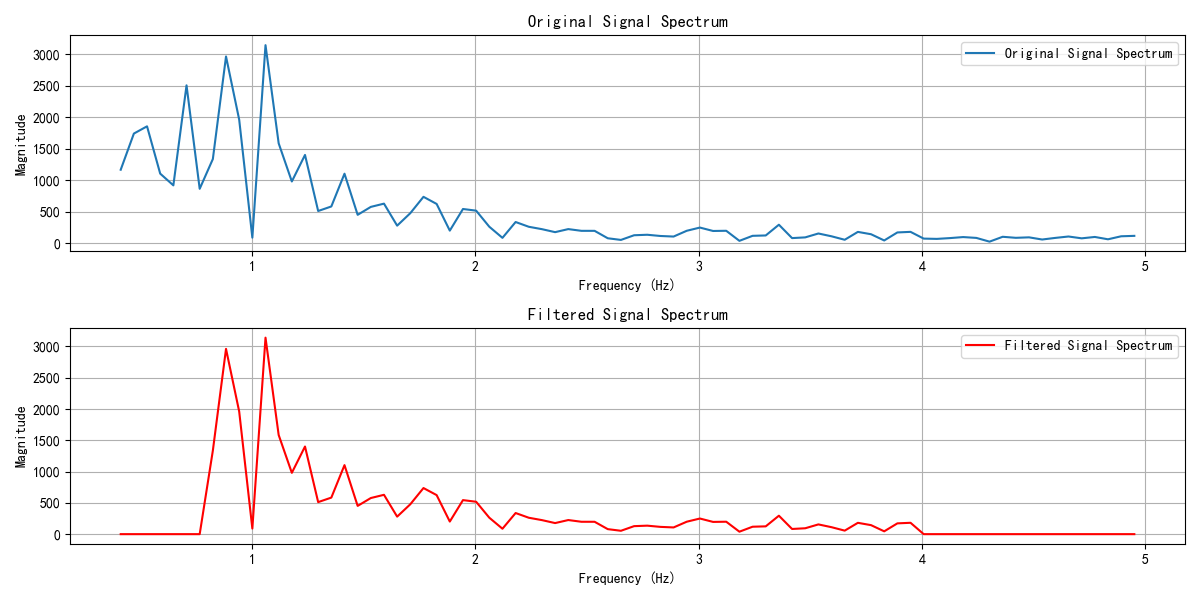 Original Signal Spectrum
Original Signal Spectrum
Magnitude
3000
2500
2000
1500
1000
500
0
1 2 3 4 5
Frequency (Hz)
Filtered Signal Spectrum
Filtered Signal Spectrum
Magnitude
3000
2500
2000
1500
1000
500
0
1 2 3 4 5
Frequency (Hz)